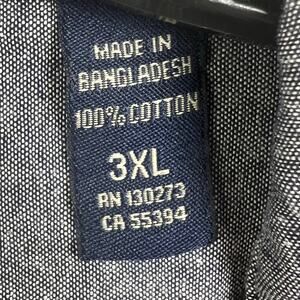 MADE IN
BANGLADESH
100% COTTON
3XL
RN 130273
CA 55394